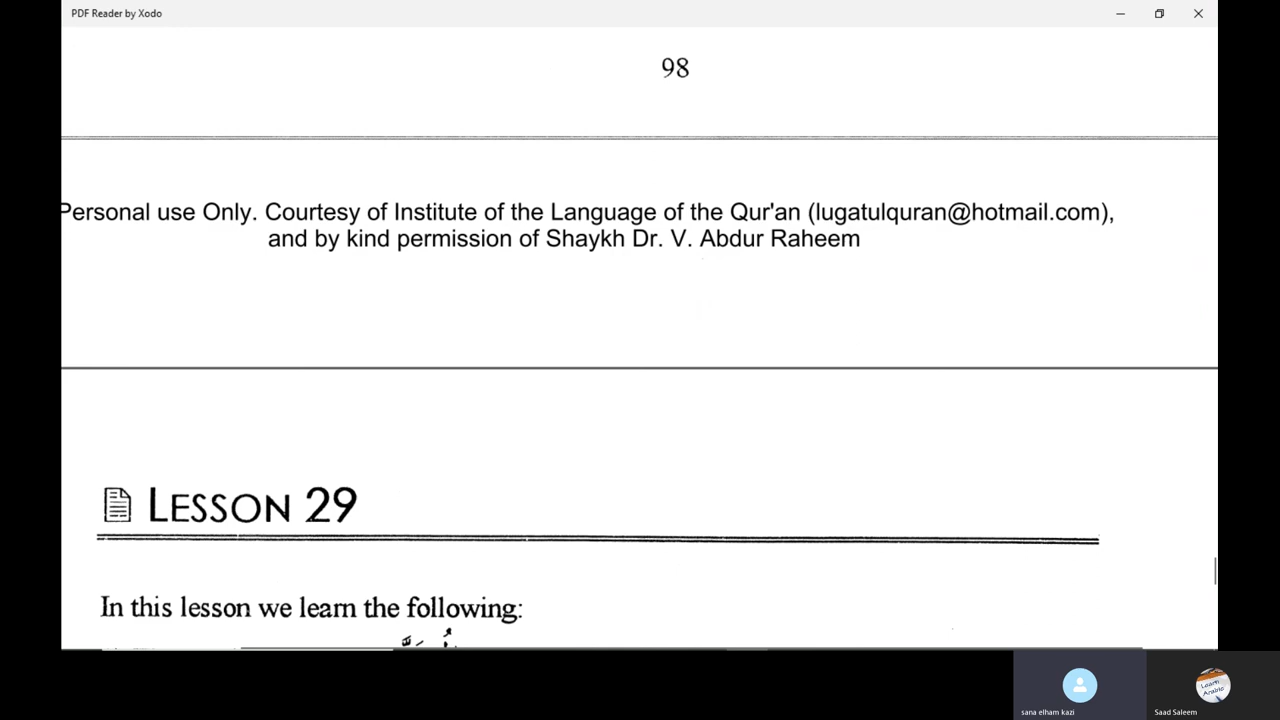 PDF Reader by Xodo
98
Personal use Only. Courtesy of Institute of the Language of the Qur'an (lugatulquran@hotmail.com),
and by kind permission of Shaykh Dr. V. Abdur Raheem
LESSON 29
In this lesson we learn the following:
sana elham kazi
Saad Saleem
Learn
Arabic